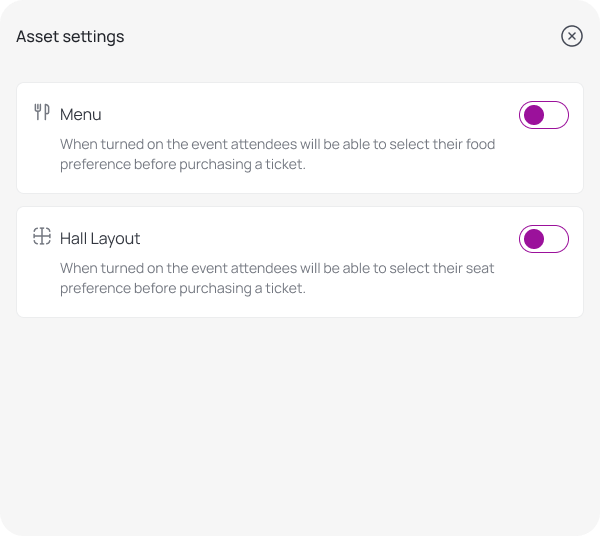 Asset settings
Menu
When turned on the event attendees will be able to select their food
preference before purchasing a ticket.
Hall Layout
When turned on the event attendees will be able to select their seat
preference before purchasing a ticket.